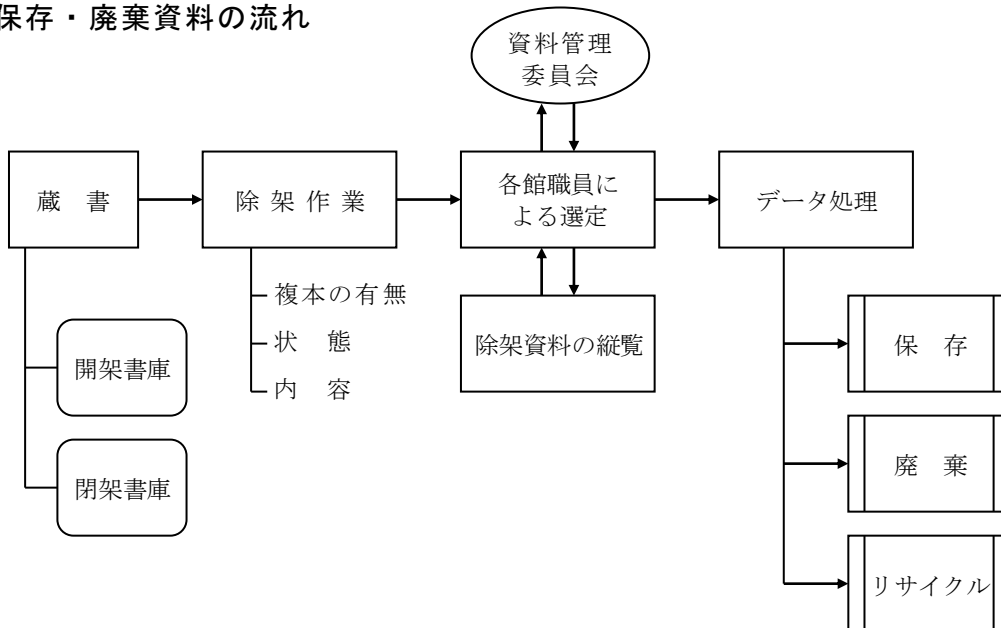 保存・廃棄資料の流れ
資料管理
委員会
蔵書
除架作業
各館職員に
よる選定
データ処理
複本の有無
状態
内容
除架資料の縦覧
開架書庫
閉架書庫
保存
廃棄
リサイクル